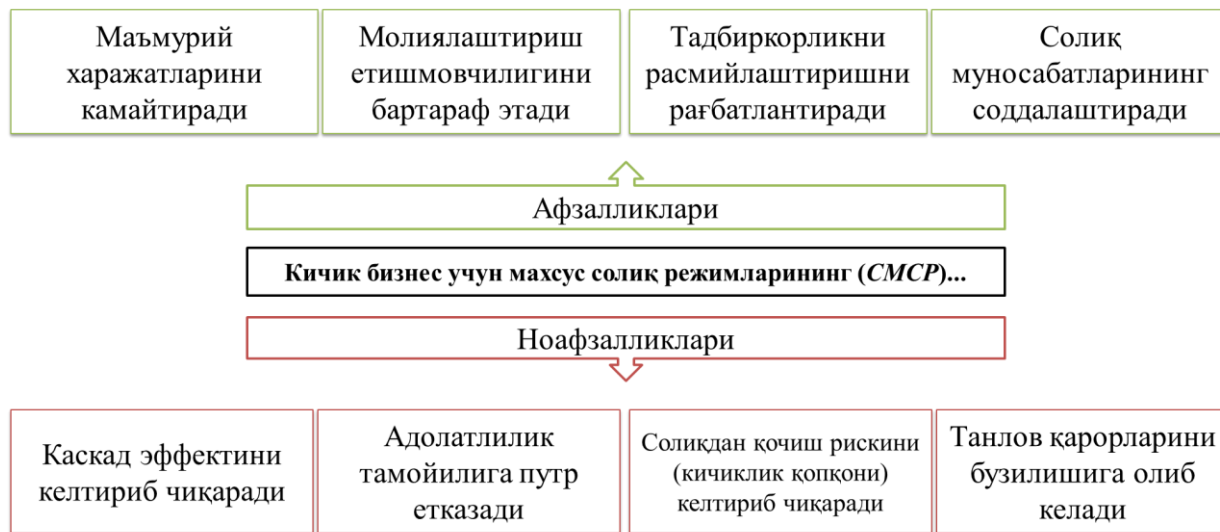 Маъмурий
харажатларини
камайтиради
Молиялаштириш
етишмовчилигини
бартараф этади
Тадбиркорликни
расмийлаштиришни
рағбатлантиради
Солиқ
муносабатларининг
соддалаштиради
Афзалликлари
Кичик бизнес учун махсус солиқ режимларининг (СМСР)...
Ноафзалликлари
Каскад эффектини
келтириб чиқаради
Адолатлилик
тамойилига путр
етказади
Солиқдан қочиш рискини
(кичиклик қопқони)
келтириб чиқаради
Танлов қарорларини
бузилишига олиб
келади